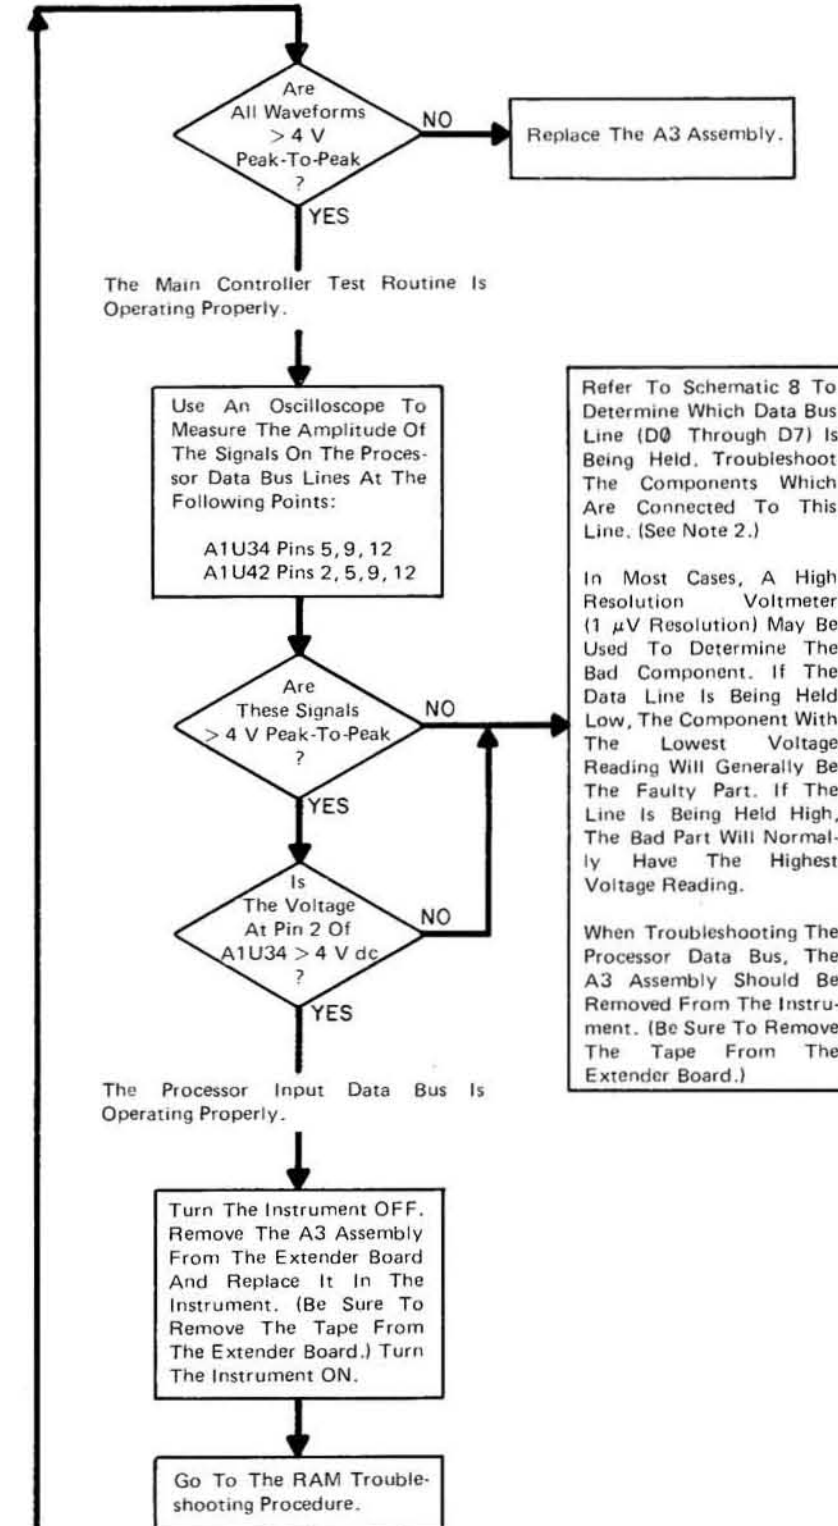 Are
All Waveforms
> 4 V
Peak-To-Peak
?
NO
Replace The A3 Assembly.
YES
The Main Controller Test Routine Is
Operating Properly.
Use An Oscilloscope To
Measure The Amplitude Of
The Signals On The Proces-
sor Data Bus Lines At The
Following Points:
A1U34 Pins 5, 9, 12
A1U42 Pins 2, 5, 9, 12
Are
These Signals
> 4 V Peak-To-Peak
?
NO
YES
Is
The Voltage
At Pin 2 Of
A1U34 > 4 V dc
?
NO
YES
Refer To Schematic 8 To
Determine Which Data Bus
Line (D0 Through D7) Is
Being Held. Troubleshoot
The Components Which
Are Connected To This
Line. (See Note 2.)
In Most Cases, A High
Resolution Voltmeter
(1 μV Resolution) May Be
Used To Determine The
Bad Component. If The
Data Line Is Being Held
Low, The Component With
The Lowest Voltage
Reading Will Generally Be
The Faulty Part. If The
Line Is Being Held High,
The Bad Part Will Normal-
ly Have The Highest
Voltage Reading.
When Troubleshooting The
Processor Data Bus, The
A3 Assembly Should Be
Removed From The Instru-
ment. (Be Sure To Remove
The Tape From The
Extender Board.)
The Processor Input Data Bus Is
Operating Properly.
Turn The Instrument OFF.
Remove The A3 Assembly
From The Extender Board
And Replace It In The
Instrument. (Be Sure To
Remove The Tape From
The Extender Board.) Turn
The Instrument ON.
Go To The RAM Trouble-
shooting Procedure.